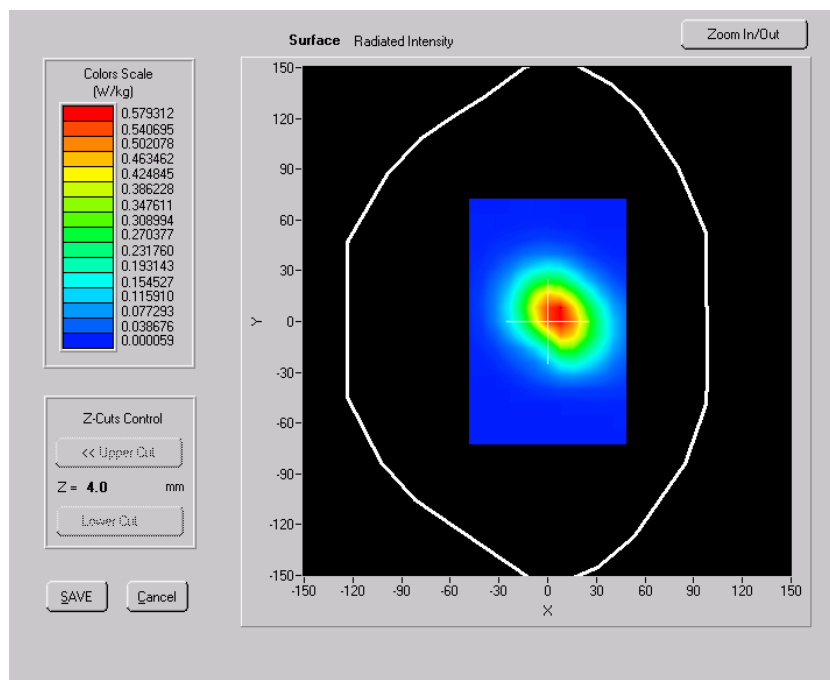 Surface Radiated Intensity
Zoom In/Out
Colors Scale
(W/kg)
0.579312
0.540695
0.502078
0.463462
0.424845
0.386228
0.347611
0.308994
0.270377
0.231760
0.193143
0.154527
0.115910
0.077293
0.038676
0.000059
Z-Cuts Control
<< Upper Cut
Z = 4.0 mm
Lower Cut
SAVE
Cancel
150
120
90
60
30
0
-30
-60
-90
-120
-150
Y
-150 -120 -90 -60 -30 0 30 60 90 120 150
X